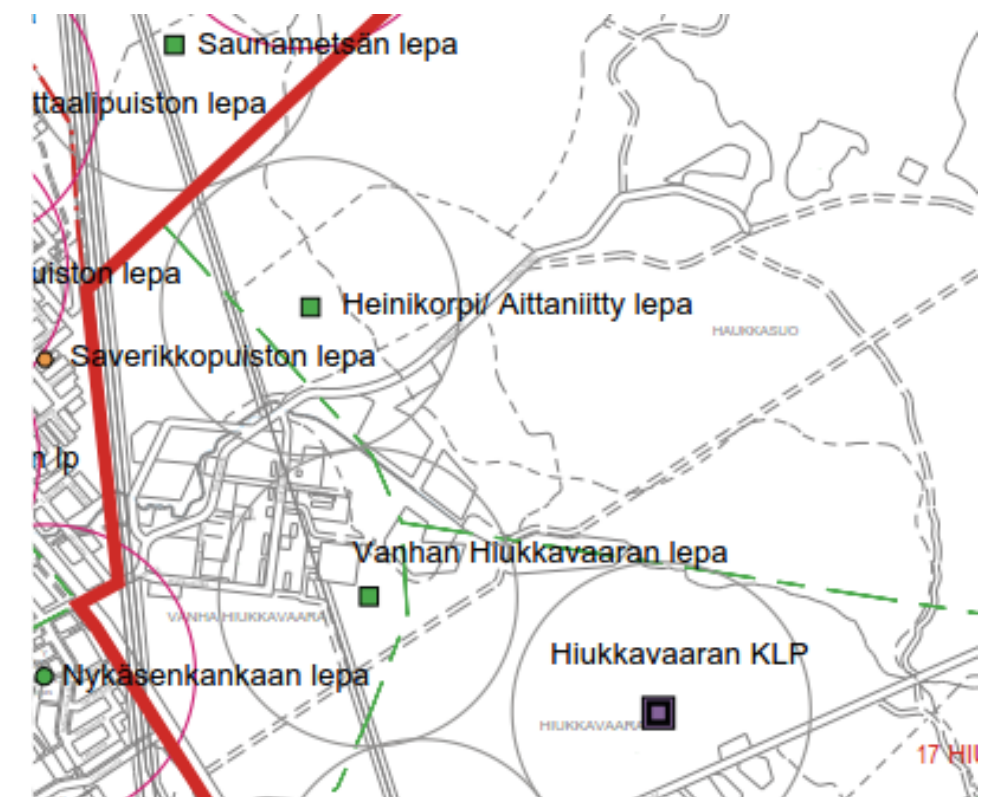 Saunametsän lepa
ttaalipuiston lepa
uiston lepa
Heinikorpi/ Aittaniitty lepa
HAUKKASUO
Saverikkopuiston lepa
n lp
Vanhan Hiukkavaaran lepa
VANHA HIUKKAVAARA
Hiukkavaaran KLP
Nykäsenkankaan lepa
HIUKKAVAARA
17 HIU